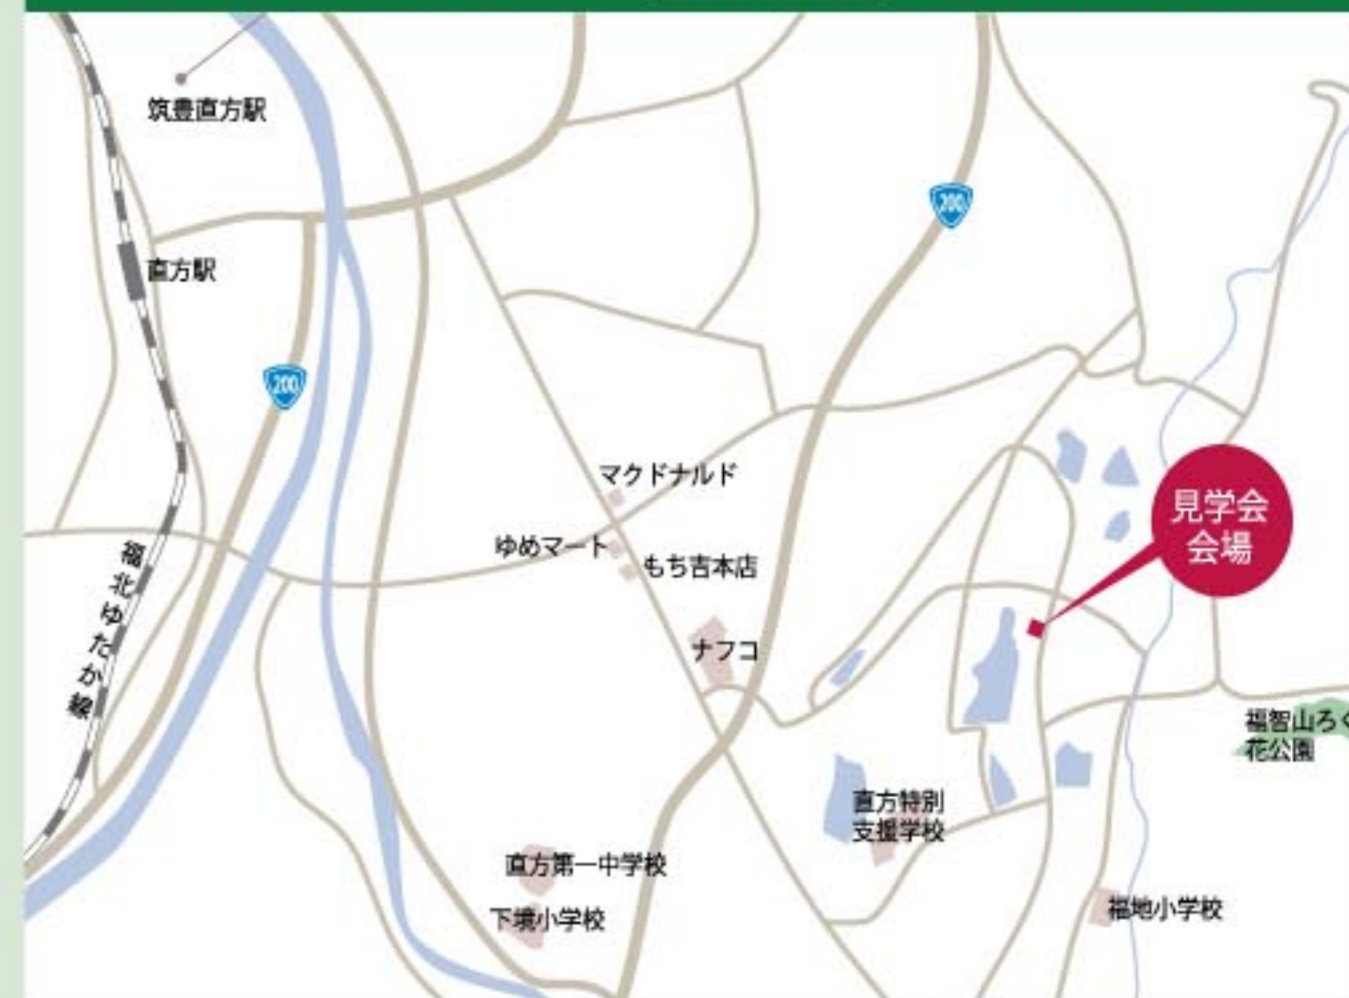 筑豊直方駅
200
直方駅
200
マクドナルド
見学会
会場
ゆめマート
もち吉本店
福北ゆたか線
ナフコ
福智山ろく
花公園
直方特別
支援学校
直方第一中学校
下境小学校
福地小学校